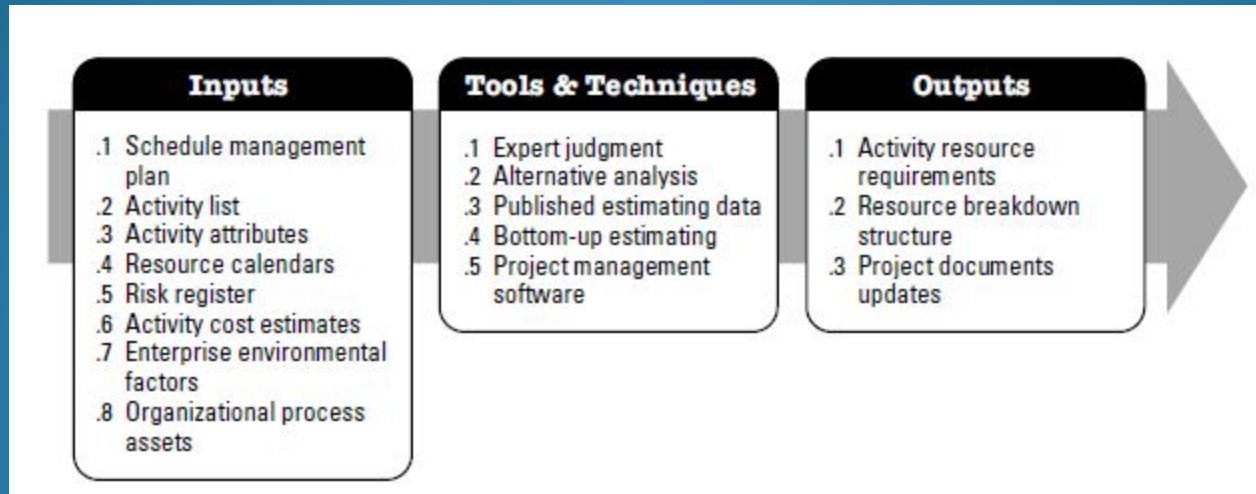 Inputs
.1 Schedule management
plan
.2 Activity list
.3 Activity attributes
.4 Resource calendars
.5 Risk register
.6 Activity cost estimates
.7 Enterprise environmental
factors
.8 Organizational process
assets
Tools & Techniques
.1 Expert judgment
.2 Alternative analysis
.3 Published estimating data
.4 Bottom-up estimating
.5 Project management
software
Outputs
.1 Activity resource
requirements
.2 Resource breakdown
structure
.3 Project documents
updates